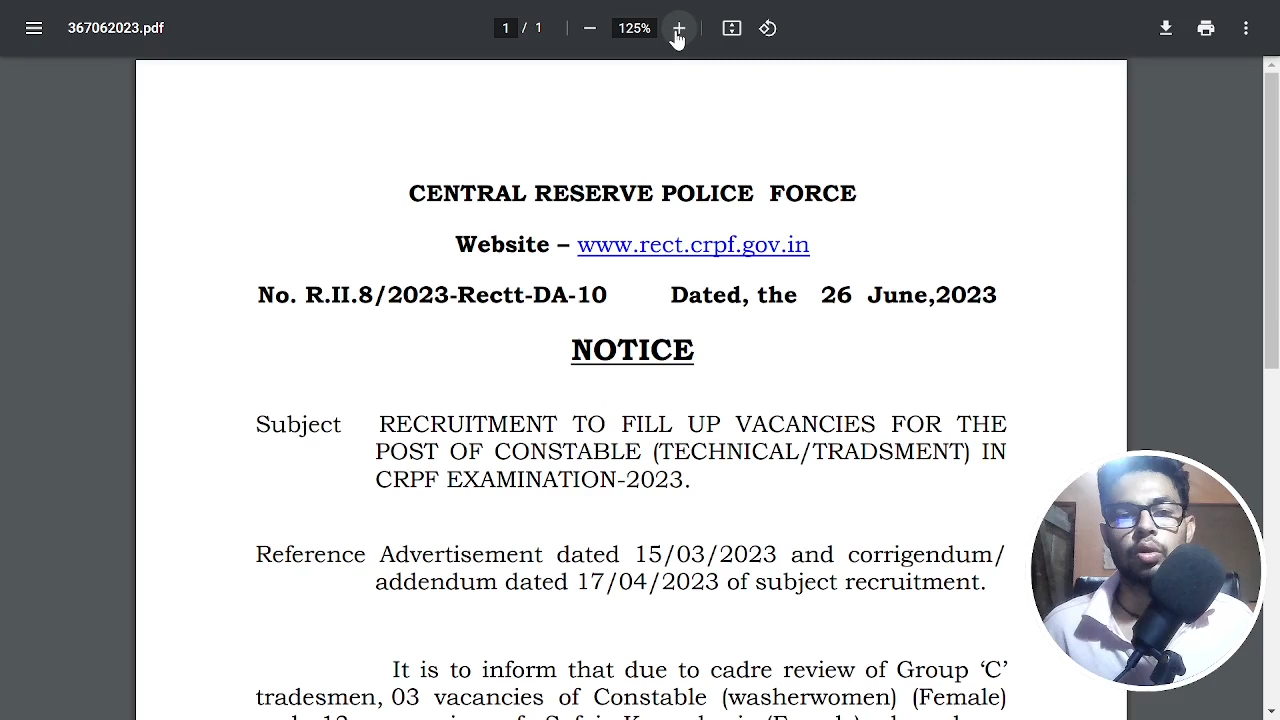 367062023.pdf
1 / 1
125%
CENTRAL RESERVE POLICE FORCE
Website – www.rect.crpf.gov.in
No. R.II.8/2023-Rectt-DA-10 Dated, the 26 June,2023
NOTICE
Subject RECRUITMENT TO FILL UP VACANCIES FOR THE
POST OF CONSTABLE (TECHNICAL/TRADSMENT) IN
CRPF EXAMINATION-2023.
Reference Advertisement dated 15/03/2023 and corrigendum/
addendum dated 17/04/2023 of subject recruitment.
It is to inform that due to cadre review of Group ‘C’
tradesmen, 03 vacancies of Constable (washerwomen) (Female)